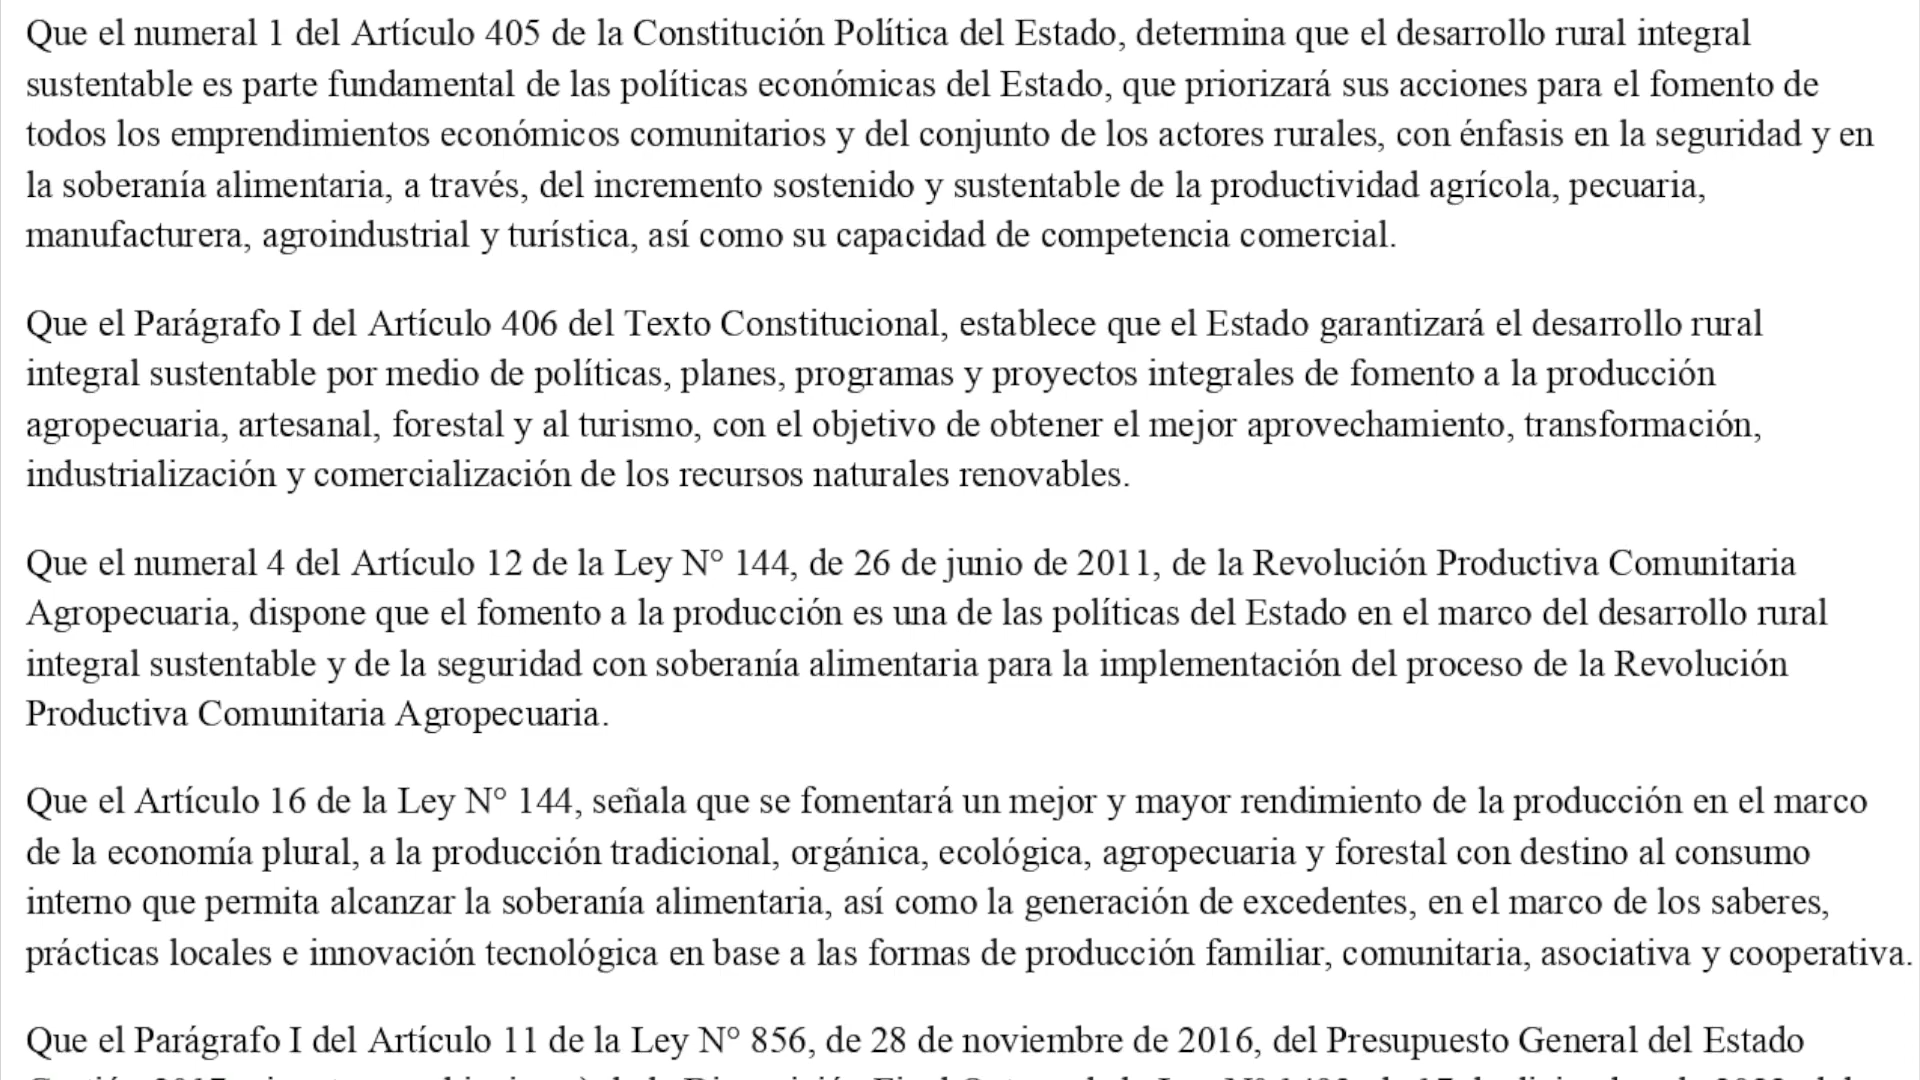 Que el numeral 1 del Artículo 405 de la Constitución Política del Estado, determina que el desarrollo rural integral
sustentable es parte fundamental de las políticas económicas del Estado, que priorizará sus acciones para el fomento de
todos los emprendimientos económicos comunitarios y del conjunto de los actores rurales, con énfasis en la seguridad y en
la soberanía alimentaria, a través, del incremento sostenido y sustentable de la productividad agrícola, pecuaria,
manufacturera, agroindustrial y turística, así como su capacidad de competencia comercial.
Que el Parágrafo I del Artículo 406 del Texto Constitucional, establece que el Estado garantizará el desarrollo rural
integral sustentable por medio de políticas, planes, programas y proyectos integrales de fomento a la producción
agropecuaria, artesanal, forestal y al turismo, con el objetivo de obtener el mejor aprovechamiento, transformación,
industrialización y comercialización de los recursos naturales renovables.
Que el numeral 4 del Artículo 12 de la Ley N° 144, de 26 de junio de 2011, de la Revolución Productiva Comunitaria
Agropecuaria, dispone que el fomento a la producción es una de las políticas del Estado en el marco del desarrollo rural
integral sustentable y de la seguridad con soberanía alimentaria para la implementación del proceso de la Revolución
Productiva Comunitaria Agropecuaria.
Que el Artículo 16 de la Ley N° 144, señala que se fomentará un mejor y mayor rendimiento de la producción en el marco
de la economía plural, a la producción tradicional, orgánica, ecológica, agropecuaria y forestal con destino al consumo
interno que permita alcanzar la soberanía alimentaria, así como la generación de excedentes, en el marco de los saberes,
prácticas locales e innovación tecnológica en base a las formas de producción familiar, comunitaria, asociativa y cooperativa.
Que el Parágrafo I del Artículo 11 de la Ley N° 856, de 28 de noviembre de 2016, del Presupuesto General del Estado